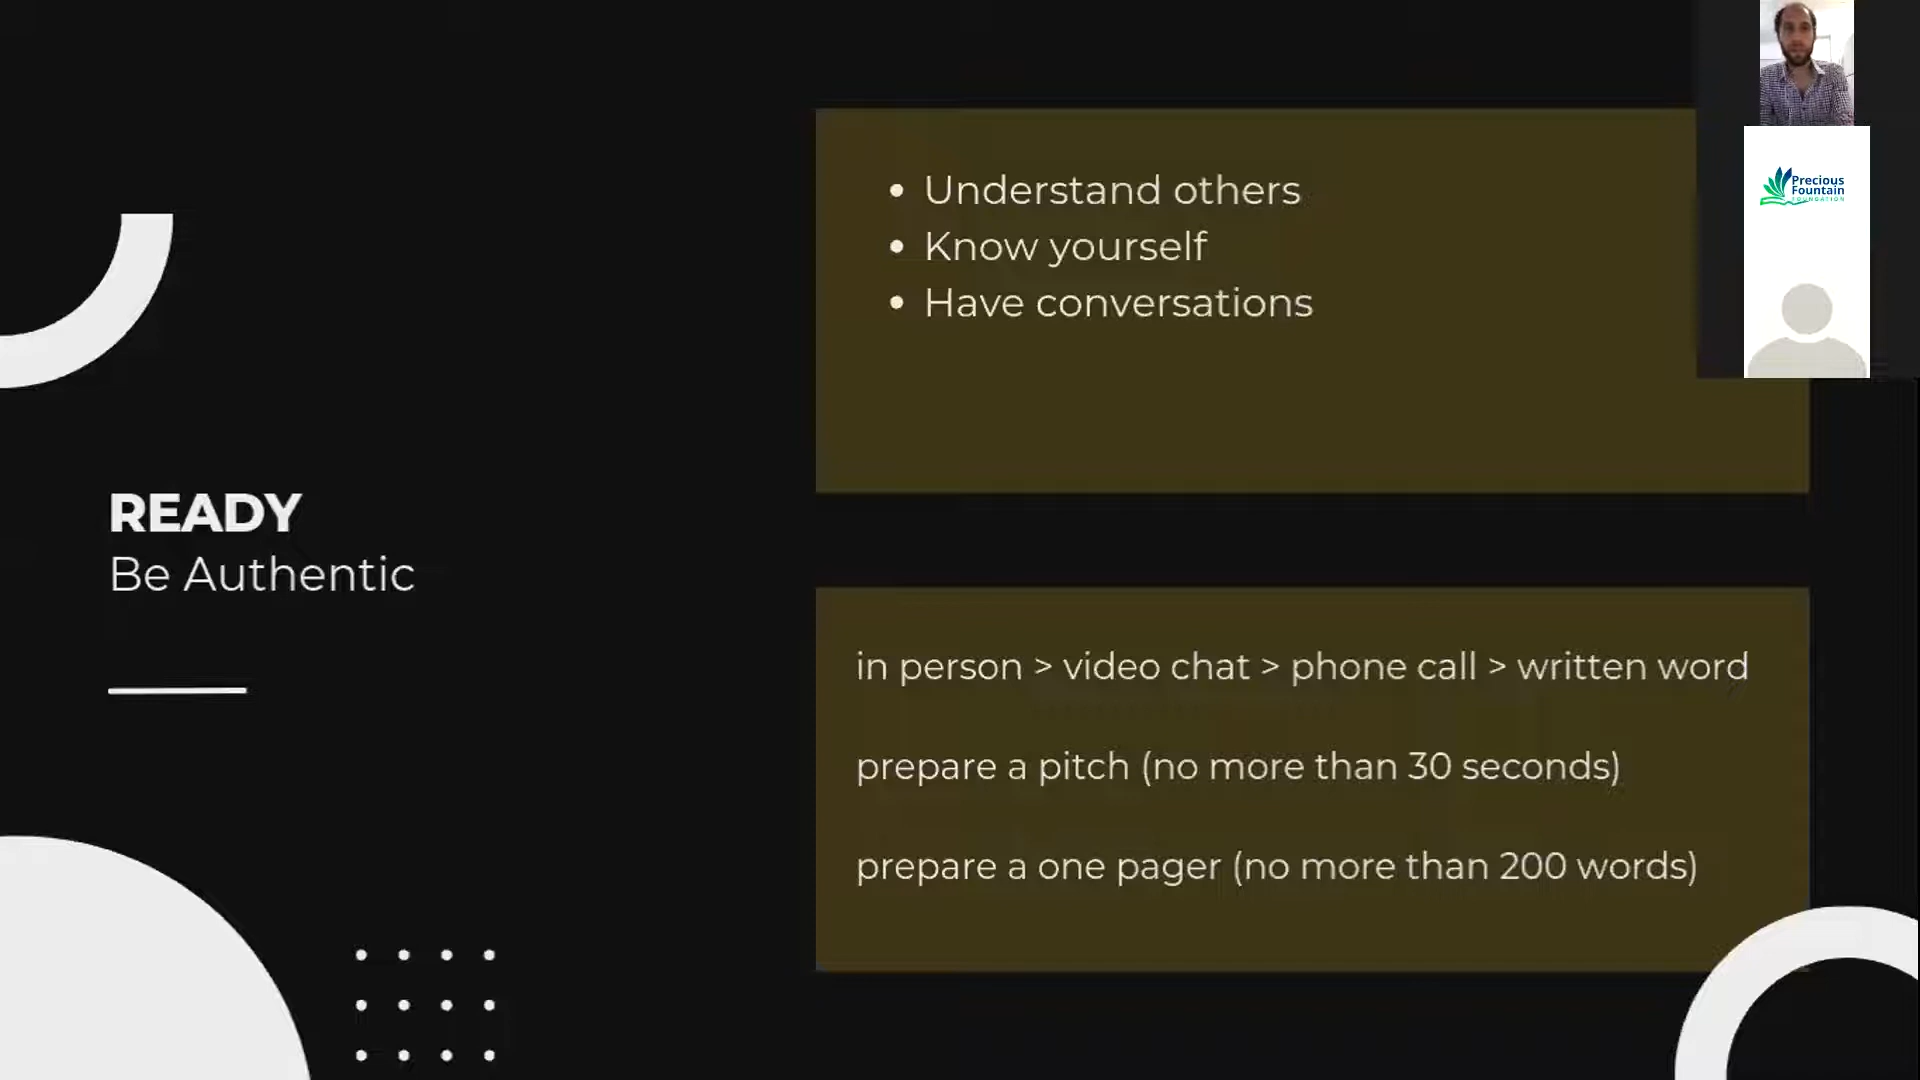 READY
Be Authentic
• Understand others
• Know yourself
• Have conversations
in person > video chat > phone call > written word
prepare a pitch (no more than 30 seconds)
prepare a one pager (no more than 200 words)
Precious
Fountain
FOUNDATION